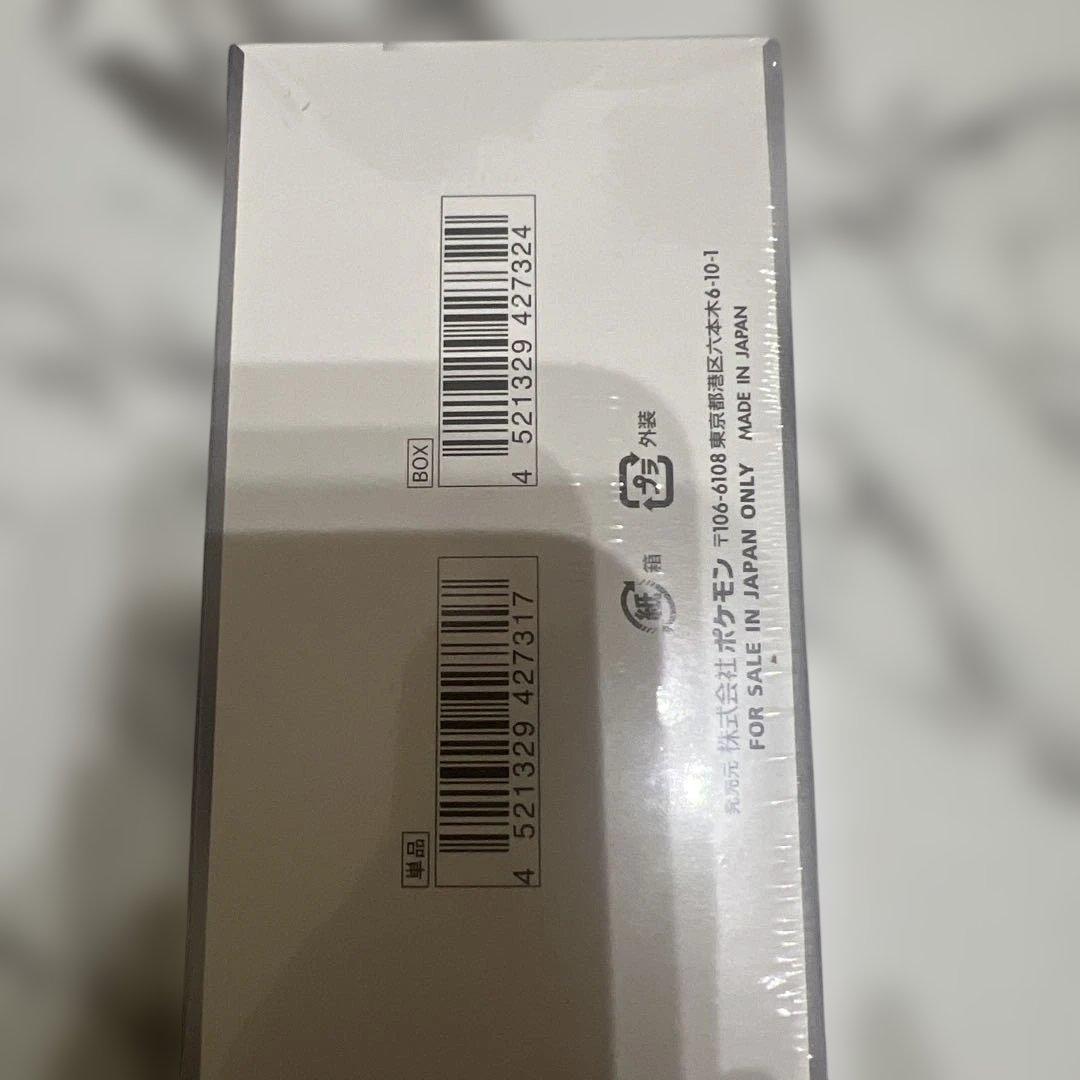 BOX
4 521329 427324
単品
4 521329 427317
プラ 外装
紙 箱
発売元 株式会社ポケモン 〒106-6108 東京都港区六本木6-10-1
FOR SALE IN JAPAN ONLY MADE IN JAPAN